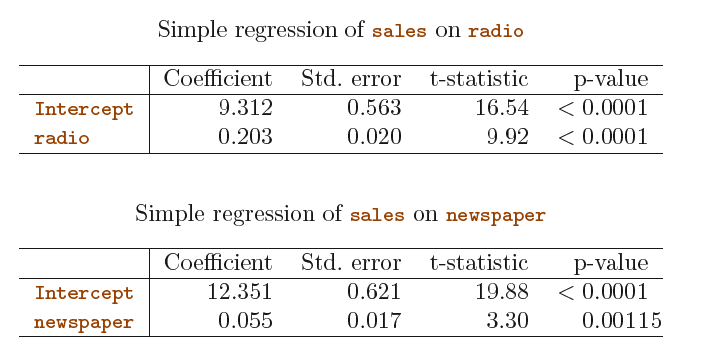 Simple regression of sales on radio
Coefficient Std. error t-statistic p-value
Intercept 9.312 0.563 16.54 < 0.0001
radio 0.203 0.020 9.92 < 0.0001
Simple regression of sales on newspaper
Coefficient Std. error t-statistic p-value
Intercept 12.351 0.621 19.88 < 0.0001
newspaper 0.055 0.017 3.30 0.00115